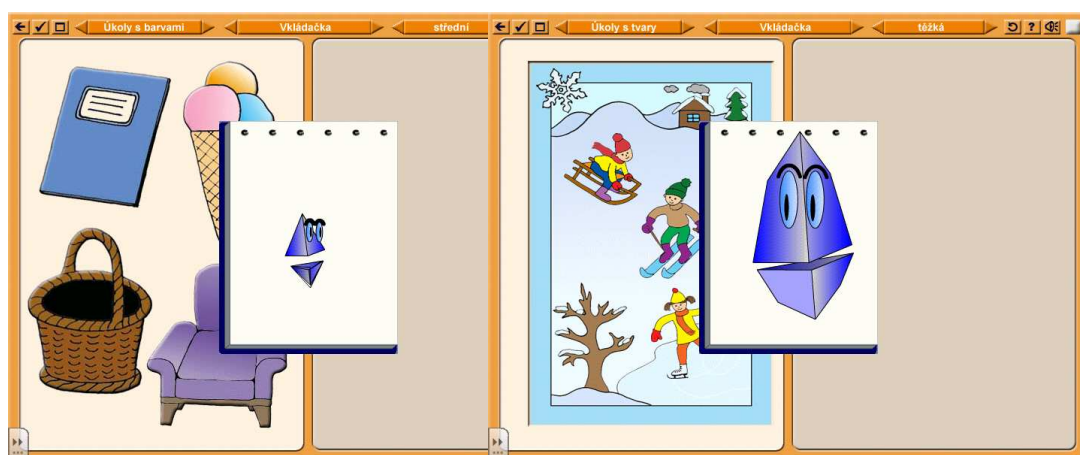 Úkoly s barvami
Vkládačka
střední
Úkoly s tvary
Vkládačka
těžká
?